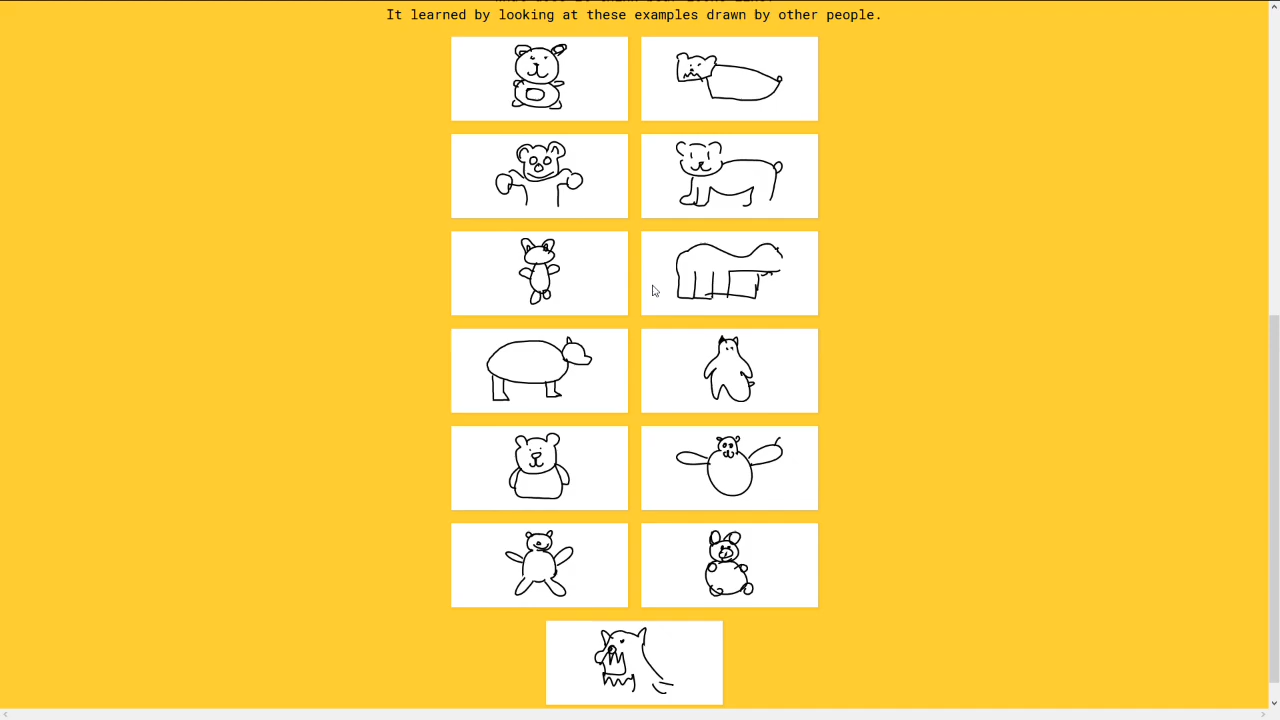 It learned by looking at these examples drawn by other people.